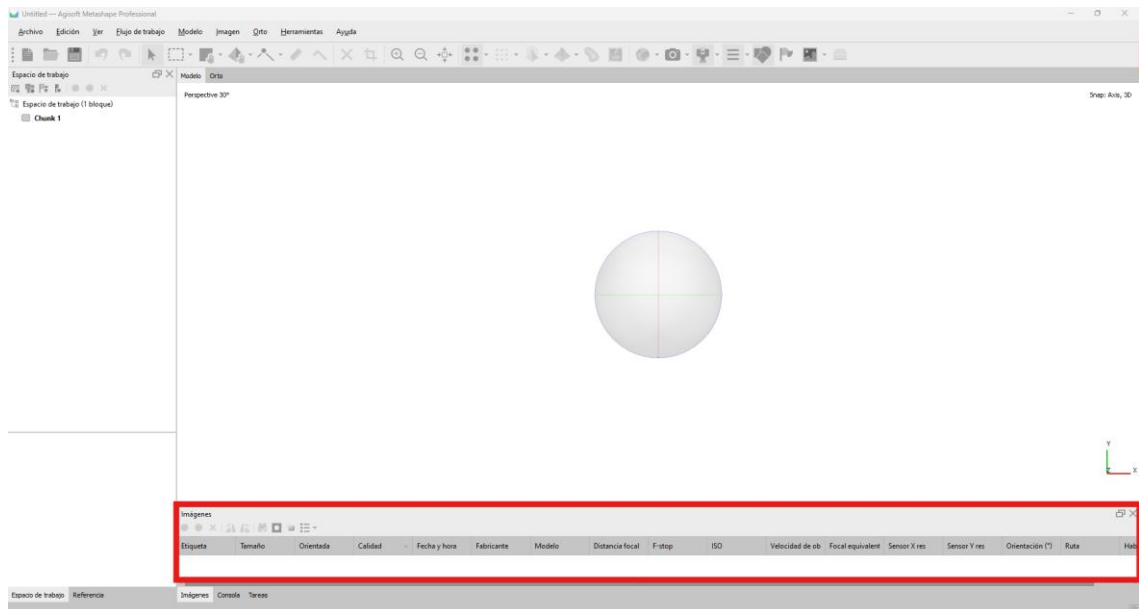 Untitled — Agisoft Metashape Professional
Archivo Edición Ver Flujo de trabajo Modelo Imagen Orto Herramientas Ayuda
Espacio de trabajo
Modelo Orto
Perspective 30°
Snap: Axis, 3D
Espacio de trabajo (1 bloque)
Chunk 1
Y
Z X
Imágenes
Etiqueta Tamaño Orientada Calidad Fecha y hora Fabricante Modelo Distancia focal F-stop ISO Velocidad de ob Focal equivalent Sensor X res Sensor Y res Orientación (°) Ruta Hab
Espacio de trabajo Referencia Imágenes Consola Tareas